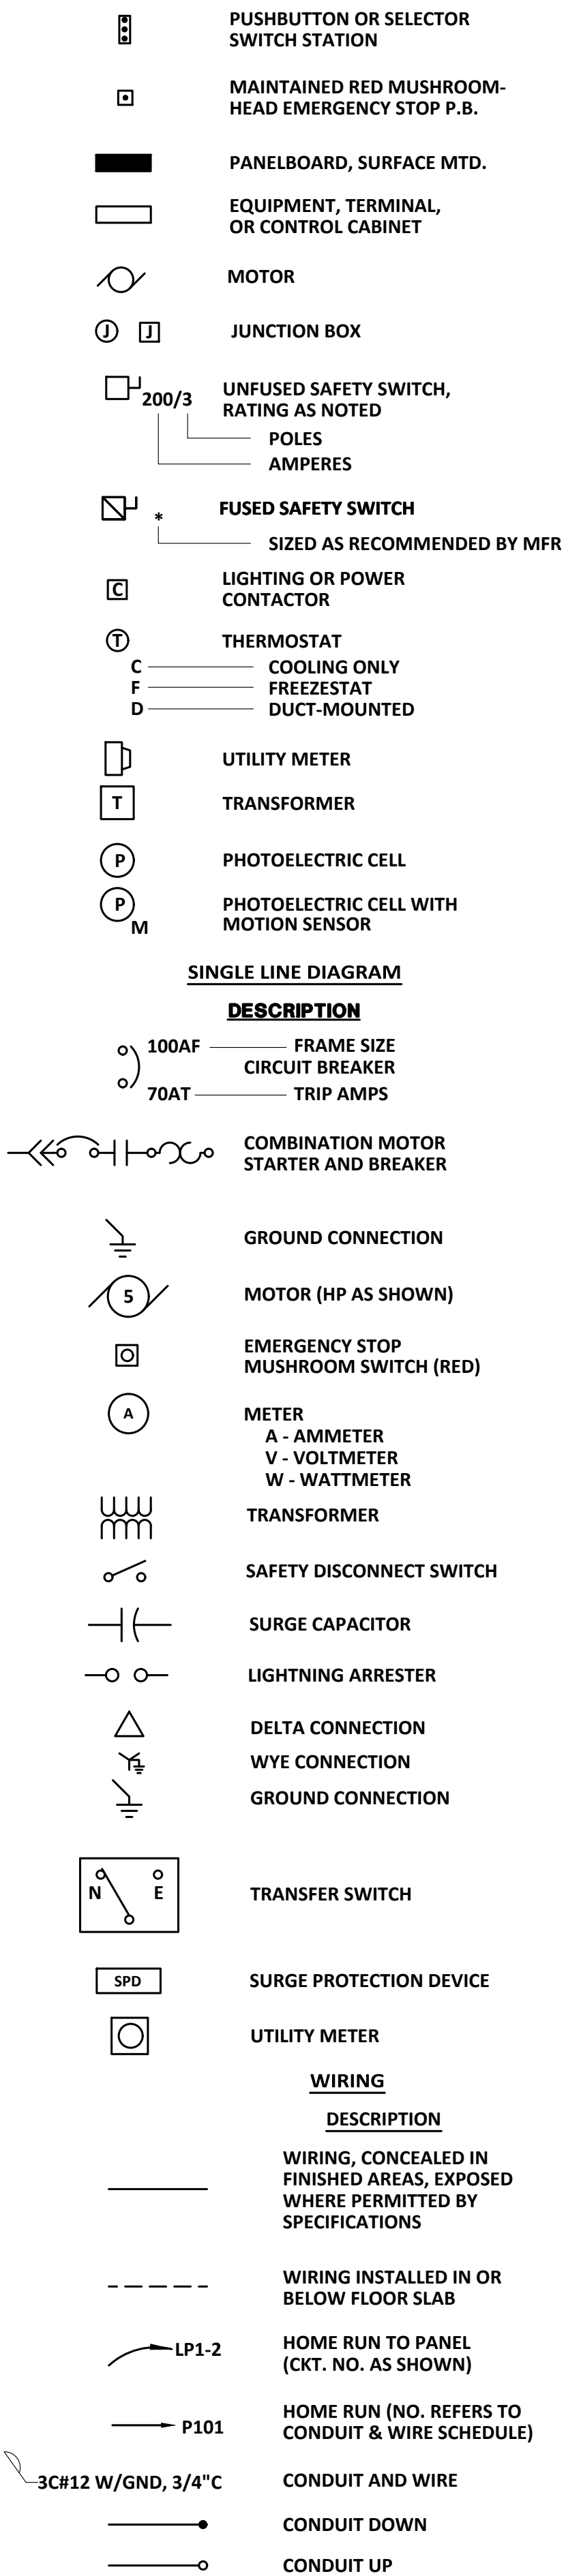 PUSHBUTTON OR SELECTOR
SWITCH STATION
MAINTAINED RED MUSHROOM-
HEAD EMERGENCY STOP P.B.
PANELBOARD, SURFACE MTD.
EQUIPMENT, TERMINAL,
OR CONTROL CABINET
MOTOR
J J JUNCTION BOX
UNFUSED SAFETY SWITCH,
200/3 RATING AS NOTED
POLES
AMPERES
FUSED SAFETY SWITCH
*
SIZED AS RECOMMENDED BY MFR
LIGHTING OR POWER
C CONTACTOR
T THERMOSTAT
C COOLING ONLY
F FREEZESTAT
D DUCT-MOUNTED
UTILITY METER
T TRANSFORMER
P PHOTOELECTRIC CELL
P PHOTOELECTRIC CELL WITH
M MOTION SENSOR
SINGLE LINE DIAGRAM
DESCRIPTION
100AF FRAME SIZE
CIRCUIT BREAKER
70AT TRIP AMPS
COMBINATION MOTOR
STARTER AND BREAKER
GROUND CONNECTION
5 MOTOR (HP AS SHOWN)
EMERGENCY STOP
MUSHROOM SWITCH (RED)
A METER
A - AMMETER
V - VOLTMETER
W - WATTMETER
TRANSFORMER
SAFETY DISCONNECT SWITCH
SURGE CAPACITOR
LIGHTNING ARRESTER
DELTA CONNECTION
WYE CONNECTION
GROUND CONNECTION
N E TRANSFER SWITCH
SPD SURGE PROTECTION DEVICE
UTILITY METER
WIRING
DESCRIPTION
WIRING, CONCEALED IN
FINISHED AREAS, EXPOSED
WHERE PERMITTED BY
SPECIFICATIONS
WIRING INSTALLED IN OR
BELOW FLOOR SLAB
LP1-2 HOME RUN TO PANEL
(CKT. NO. AS SHOWN)
HOME RUN (NO. REFERS TO
P101 CONDUIT & WIRE SCHEDULE)
3C#12 W/GND, 3/4"C CONDUIT AND WIRE
CONDUIT DOWN
CONDUIT UP